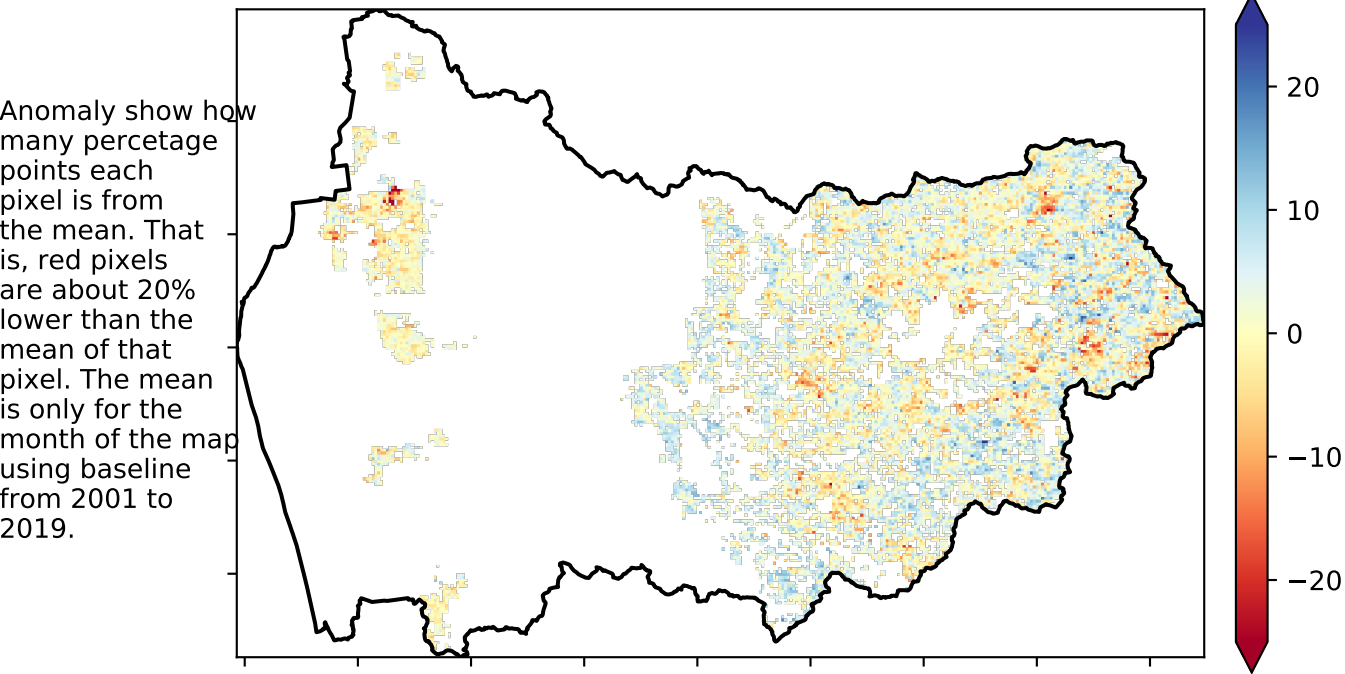 Anomaly show how
many percetage
points each
pixel is from
the mean. That
is, red pixels
are about 20%
lower than the
mean of that
pixel. The mean
is only for the
month of the map
using baseline
from 2001 to
2019.
20
10
0
−10
−20